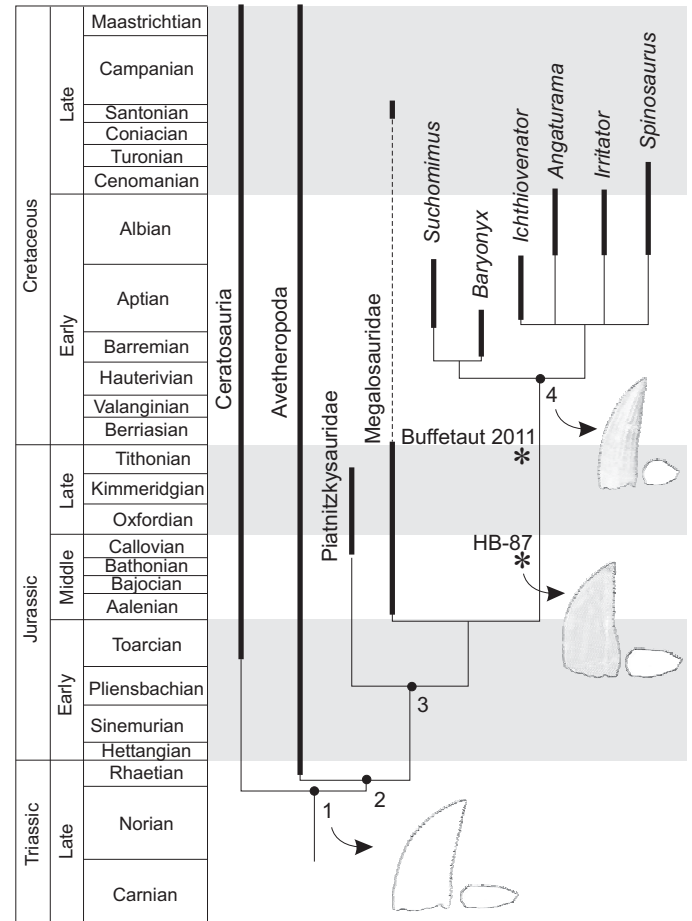 Cretaceous
Late
Maastrichtian
Campanian
Santonian
Coniacian
Turonian
Cenomanian
Early
Albian
Aptian
Barremian
Hauterivian
Valanginian
Berriasian
Jurassic
Late
Tithonian
Kimmeridgian
Oxfordian
Middle
Callovian
Bathonian
Bajocian
Aalenian
Early
Toarcian
Pliensbachian
Sinemurian
Hettangian
Triassic
Late
Rhaetian
Norian
Carnian
Ceratosauria
Avetheropoda
Piatnitzkysauridae
Megalosauridae
Suchomimus
Baryonyx
Ichthiovenator
Angaturama
Irritator
Spinosaurus
4
Buffetaut 2011
*
HB-87
*
3
2
1